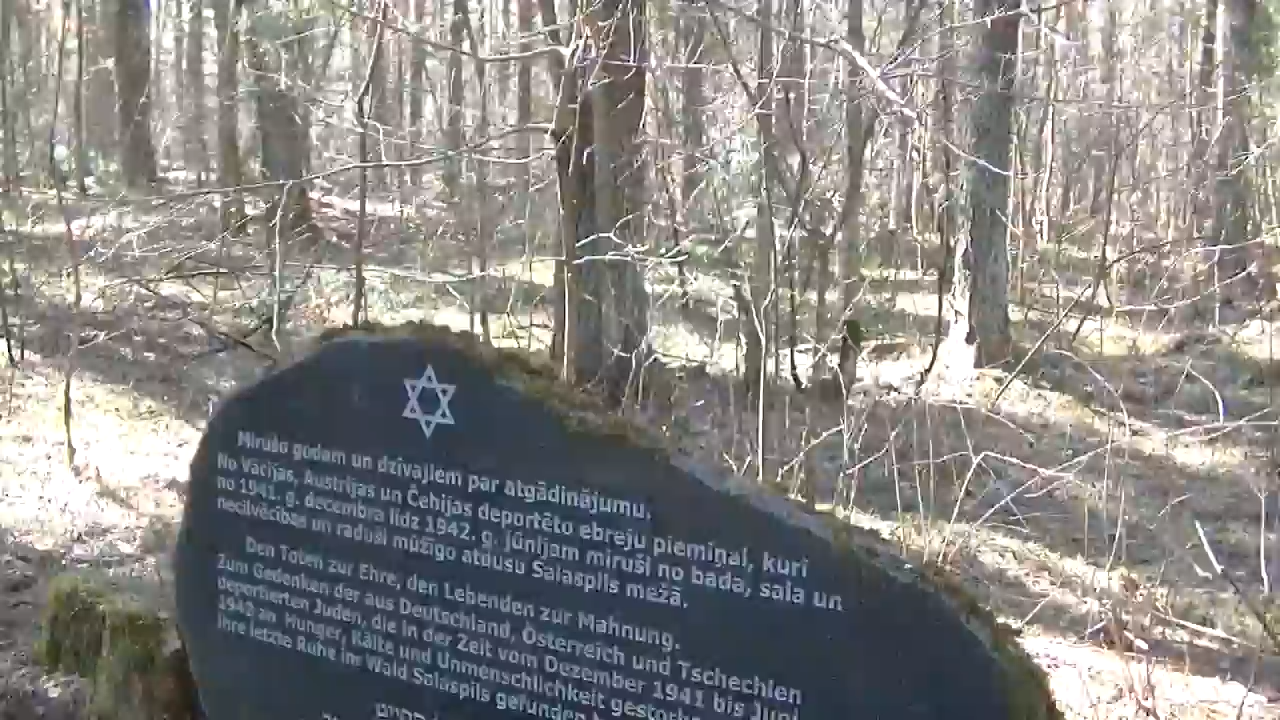 Mirušo godam un dzīvajiem par atgādinājumu.
No Vācijas, Austrijas un Čehijas deportēto ebreju piemiņai, kuri
no 1941. g. decembra līdz 1942. g. jūnijam miruši no bada, sala un
necilvēcības un raduši mūžīgo atdusu Salaspils mežā.
Den Toten zur Ehre, den Lebenden zur Mahnung.
Zum Gedenken der aus Deutschland, Österreich und Tschechien
deportierten Juden, die in der Zeit vom Dezember 1941 bis Juni
1942 an Hunger, Kälte und Unmenschlichkeit
ihre letzte Ruhe im Wald Salaspils gefunden